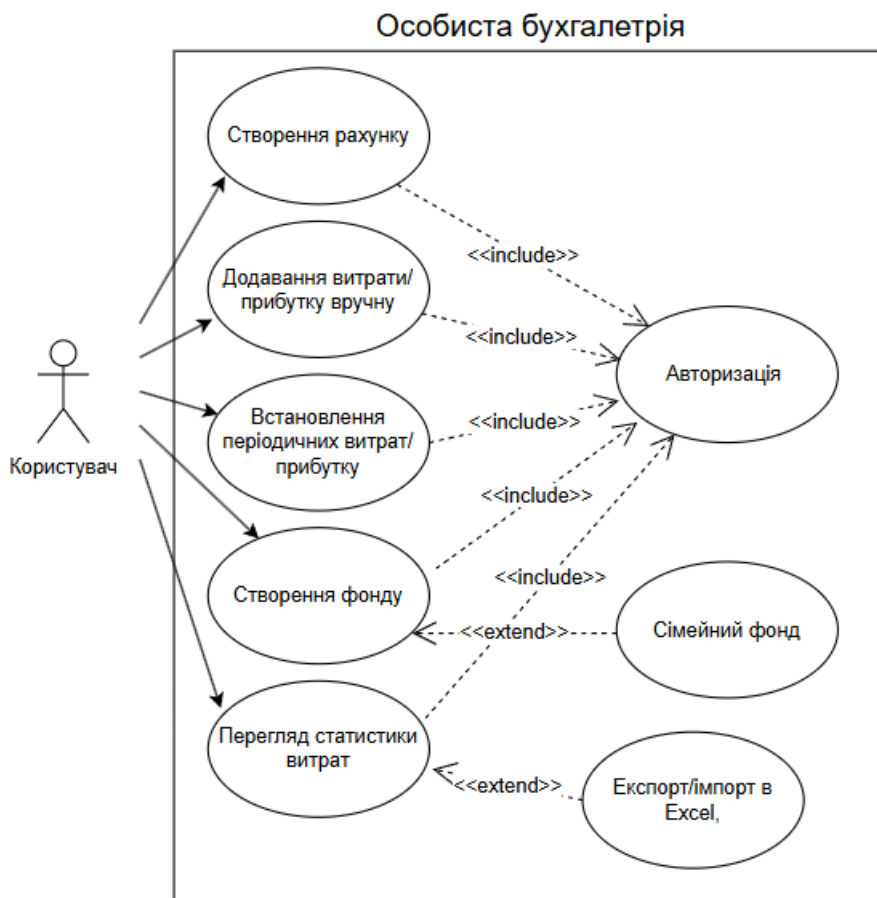 Особиста бухгалетрія
Створення рахунку
<<include>>
Додавання витрати/
прибутку вручну
<<include>>
Авторизація
Встановлення
періодичних витрат/
прибутку
<<include>>
Користувач
<<include>>
<<include>>
Створення фонду
<<extend>>
Сімейний фонд
Перегляд статистики
витрат
<<extend>>
Експорт/імпорт в
Excel,